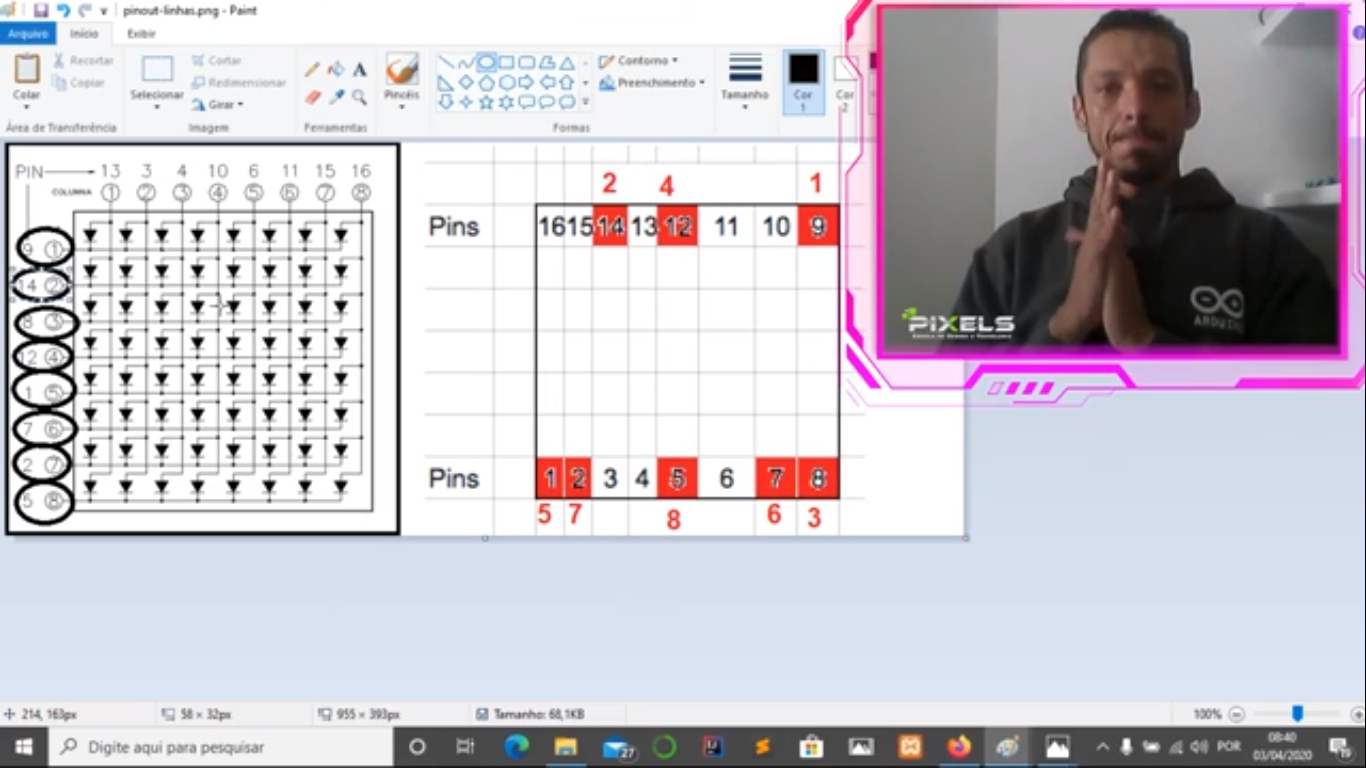 pinout-linhas.png - Paint
Arquivo Início Exibir
Colar
Recortar
Copiar
Área de Transferência
Selecionar
Cortar
Redimensionar
Girar
Imagem
A
Ferramentas
Pincéis
Contorno
Preenchimento
Formas
Tamanho
Cor 1
Cor 2
PIN 13 3 4 10 6 11 15 16
COLUMNA 1 2 3 4 5 6 7 8
9 1
14 2
8 3
12 4
1 5
7 6
2 7
5 8
2 4 1
Pins 16 15 14 13 12 11 10 9
Pins 1 2 3 4 5 6 7 8
5 7 8 6 3
PIXELS
ARDUINO
214, 163px 58 × 32px 955 × 393px Tamanho: 68,1KB 100%
Digite aqui para pesquisar
27
POR
08:40
03/04/2020
19